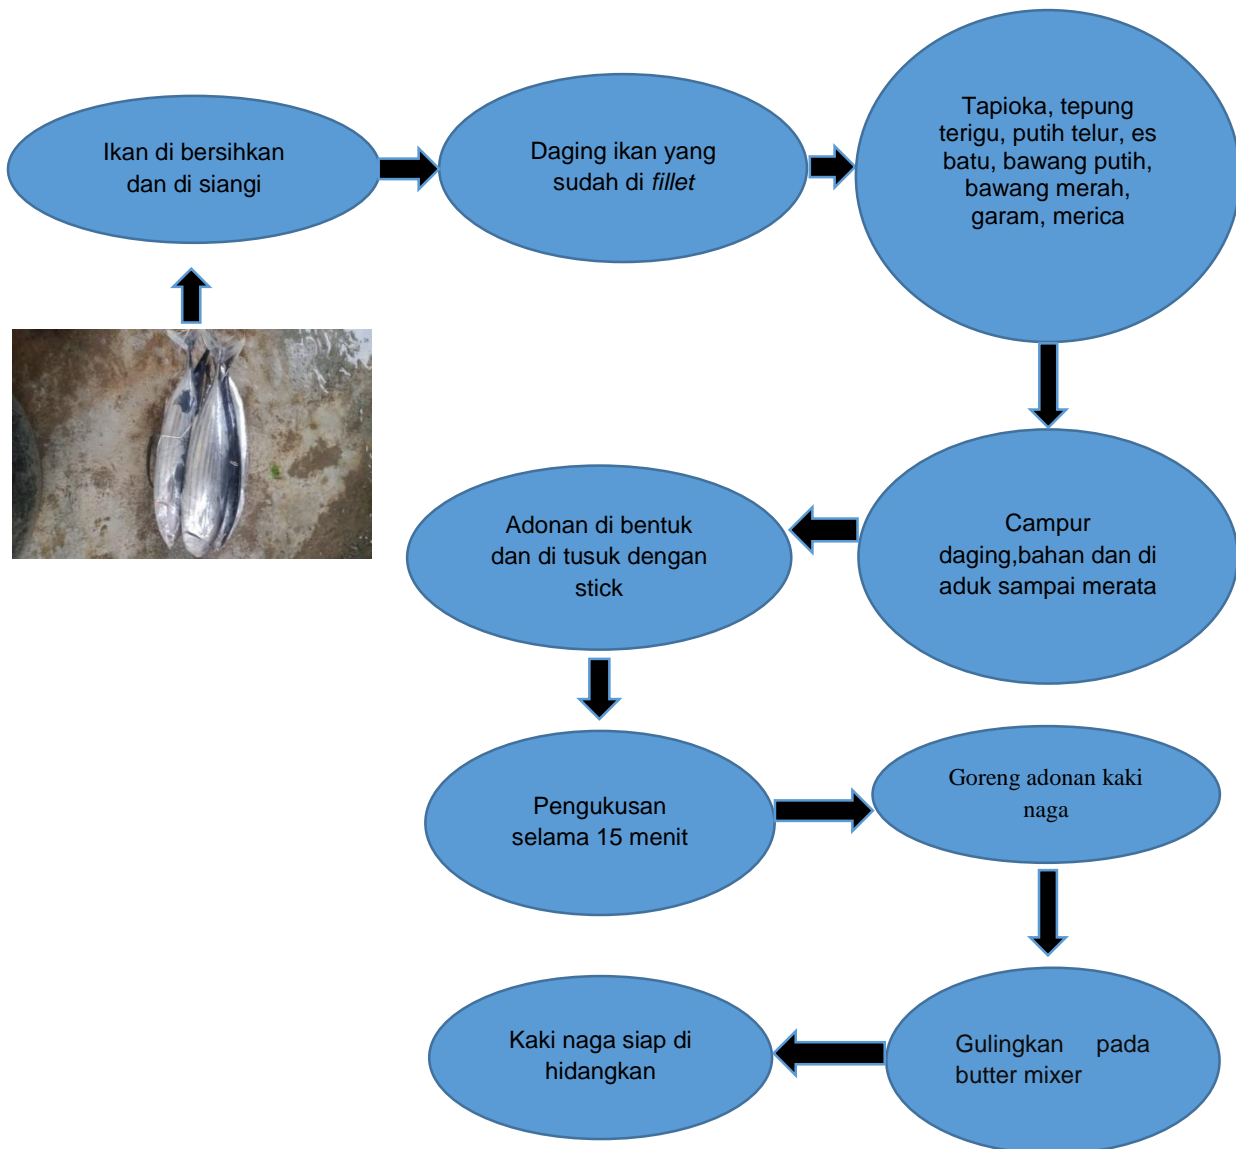 Ikan di bersihkan
dan di siangi
Daging ikan yang
sudah di fillet
Tapioka, tepung
terigu, putih telur, es
batu, bawang putih,
bawang merah,
garam, merica
Campur
daging,bahan dan di
aduk sampai merata
Adonan di bentuk
dan di tusuk dengan
stick
Pengukusan
selama 15 menit
Goreng adonan kaki
naga
Gulingkan pada
butter mixer
Kaki naga siap di
hidangkan